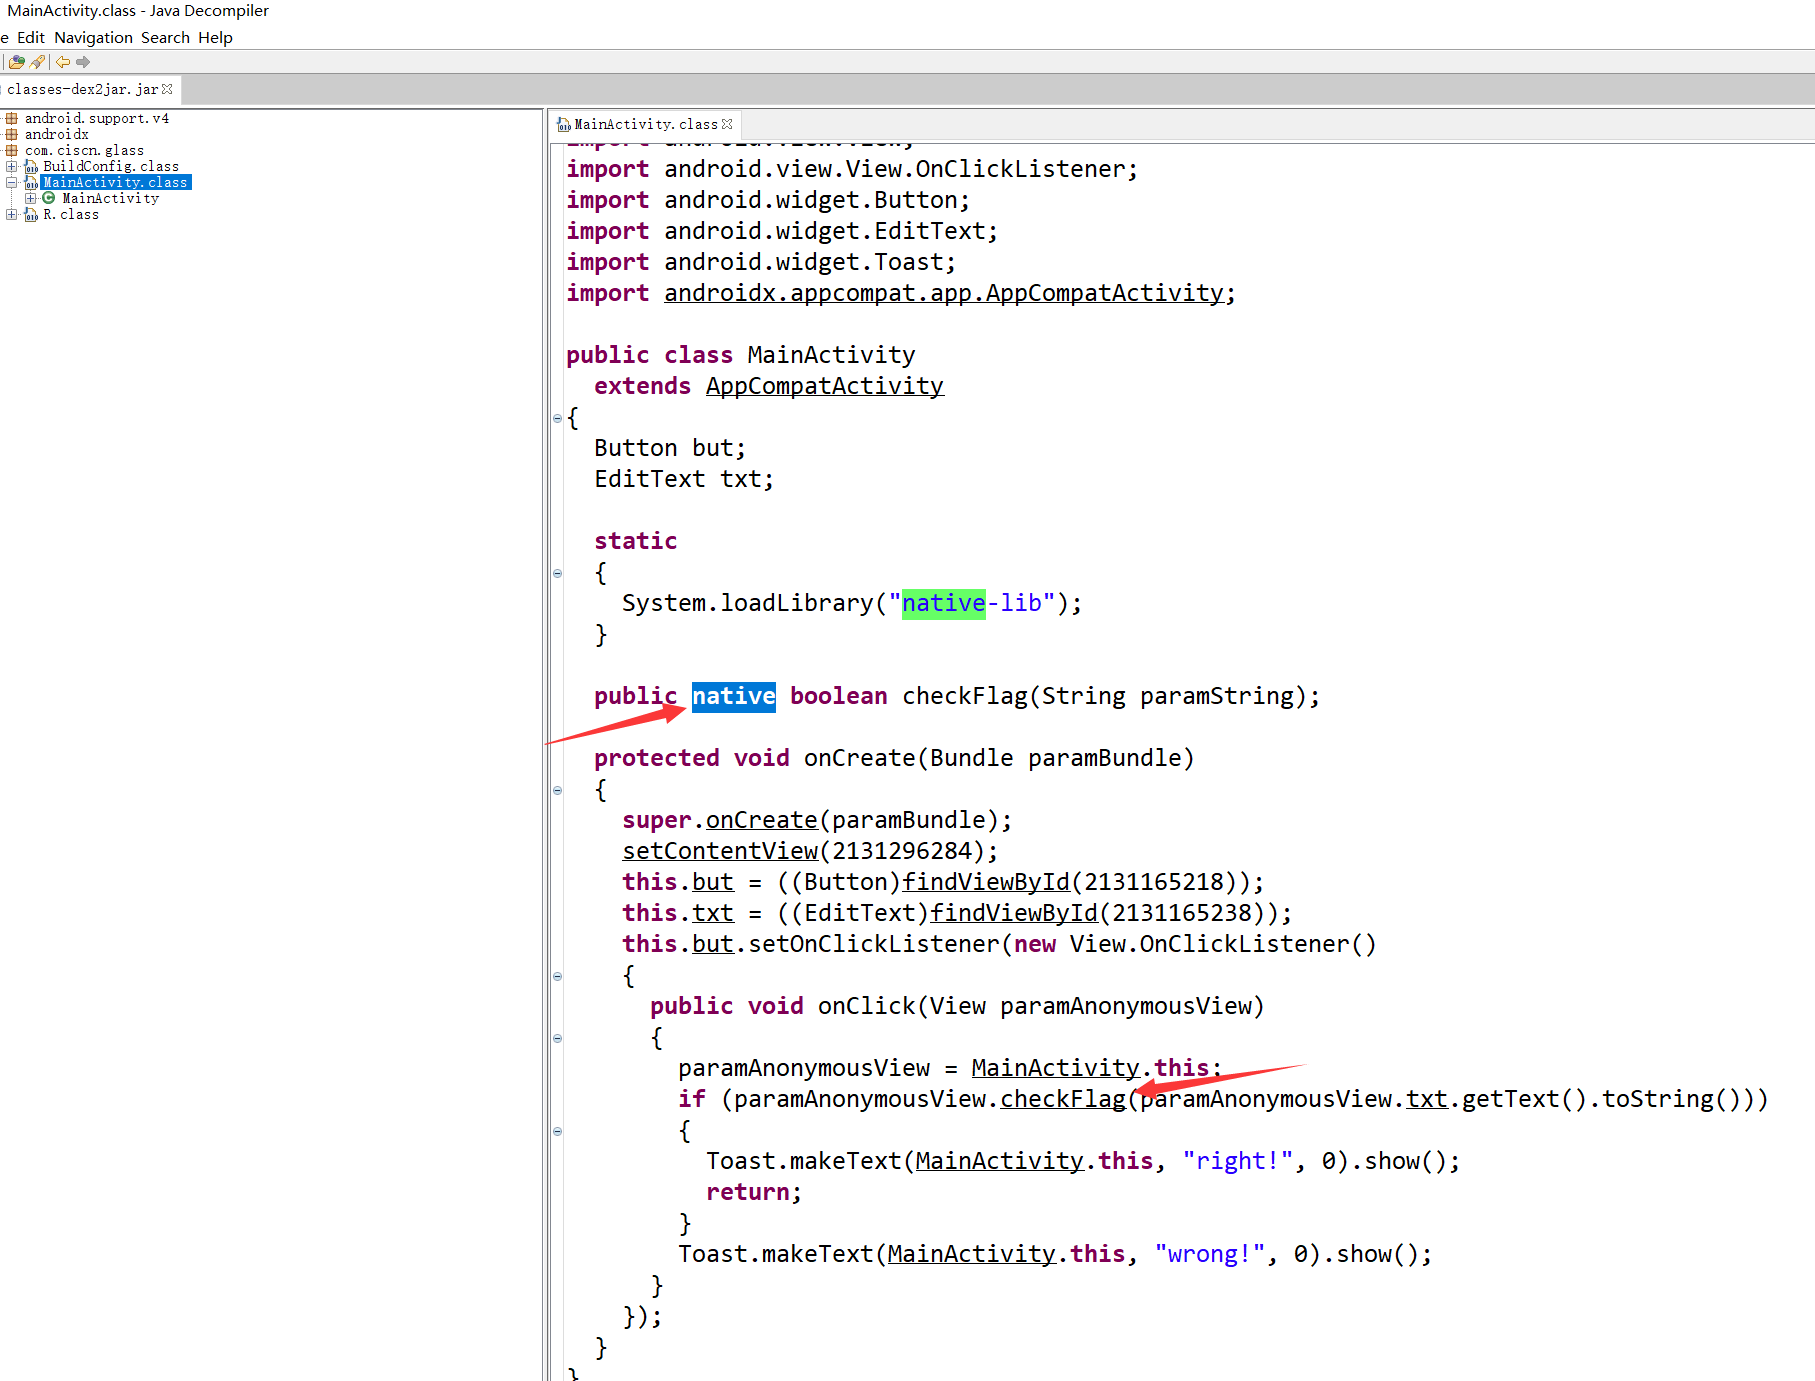 MainActivity.class - Java Decompiler
e Edit Navigation Search Help
classes-dex2jar.jar
android.support.v4
androidx
com.ciscn.glass
BuildConfig.class
MainActivity.class
MainActivity
R.class
MainActivity.class
import android.view.View;
import android.view.View.OnClickListener;
import android.widget.Button;
import android.widget.EditText;
import android.widget.Toast;
import androidx.appcompat.app.AppCompatActivity;
public class MainActivity
extends AppCompatActivity
{
Button but;
EditText txt;
static
{
System.loadLibrary("native-lib");
}
public native boolean checkFlag(String paramString);
protected void onCreate(Bundle paramBundle)
{
super.onCreate(paramBundle);
setContentView(2131296284);
this.but = ((Button)findViewById(2131165218));
this.txt = ((EditText)findViewById(2131165238));
this.but.setOnClickListener(new View.OnClickListener()
{
public void onClick(View paramAnonymousView)
{
paramAnonymousView = MainActivity.this;
if (paramAnonymousView.checkFlag(paramAnonymousView.txt.getText().toString()))
{
Toast.makeText(MainActivity.this, "right!", 0).show();
return;
}
Toast.makeText(MainActivity.this, "wrong!", 0).show();
}
});
}
}